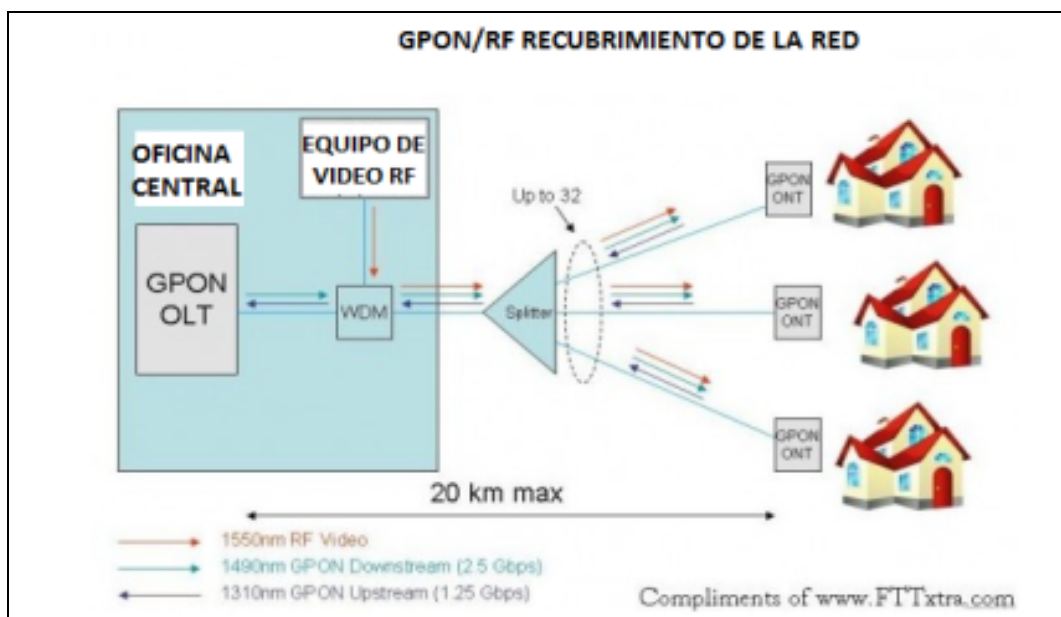 GPON/RF RECUBRIMIENTO DE LA RED
OFICINA
CENTRAL
EQUIPO DE
VIDEO RF
GPON
OLT
WDM
Splitter
Up to 32
GPON
ONT
GPON
ONT
GPON
ONT
20 km max
1550nm RF Video
1490nm GPON Downstream (2.5 Gbps)
1310nm GPON Upstream (1.25 Gbps)
Compliments of www.FTTxtra.com